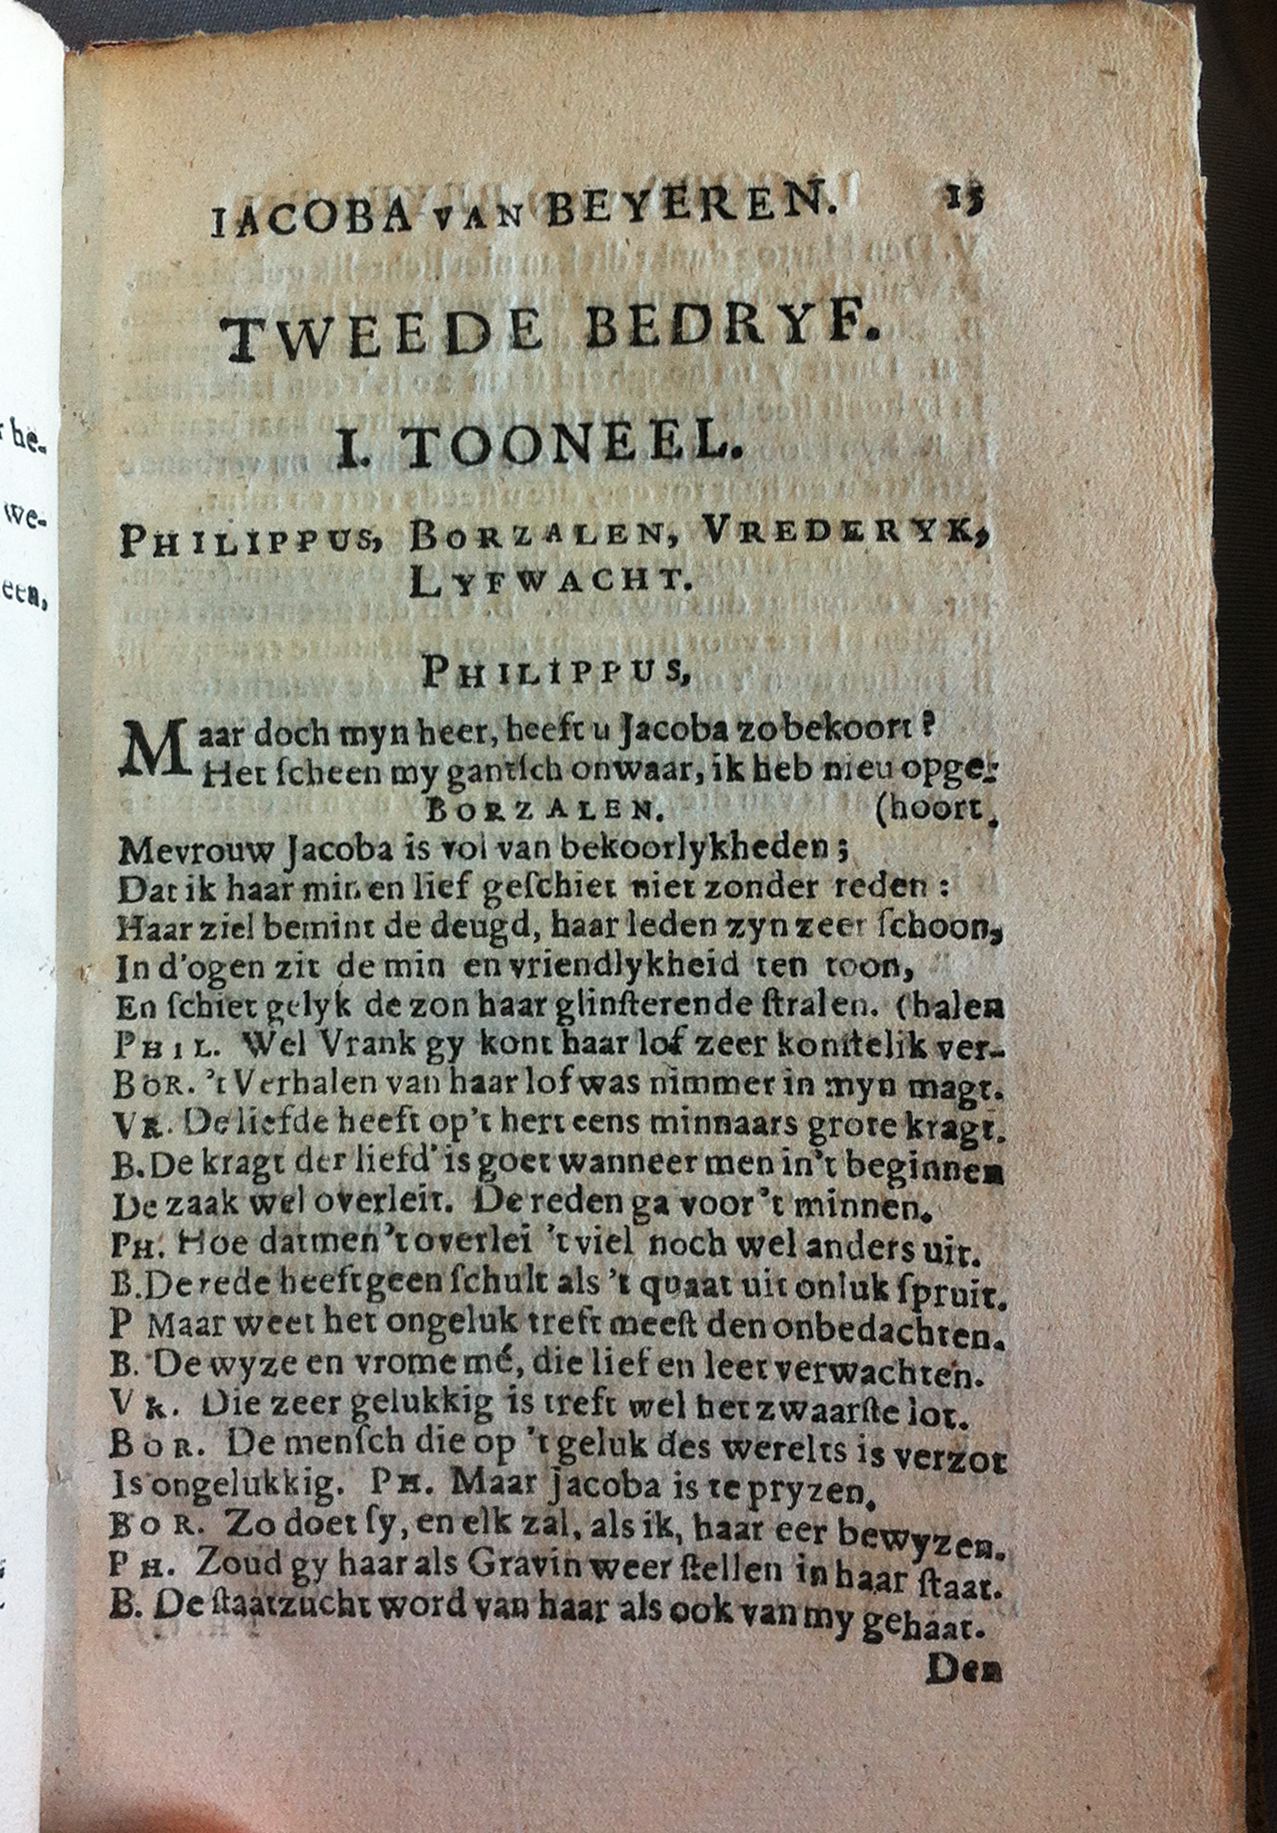 r he-
we-
een,
IACOBA VAN BEYEREN. 15
TWEEDE BEDRYF.
I. TOONEEL.
PHILIPPUS, BORZALEN, VREDERYK,
LYFWACHT.
PHILIPPUS,
Maar doch myn heer, heeft u Jacoba zo bekoort?
Het ſcheen my gantſch onwaar, ik heb nieu opge-
BORZALEN. (hoort.
Mevrouw Jacoba is vol van bekoorlykheden;
Dat ik haar min en lief geſchiet niet zonder reden:
Haar ziel bemint de deugd, haar leden zyn zeer ſchoon,
In d'ogen zit de min en vriendlykheid ten toon,
En ſchiet gelyk de zon haar glinſterende ſtralen. (halen
PHIL. Wel Vrank gy kont haar lof zeer konſtelik ver-
BOR. 't Verhalen van haar lof was nimmer in myn magt.
VR. De liefde heeft op't hert eens minnaars grote kragt.
B. De kragt der liefd' is goet wanneer men in't beginnen
De zaak wel overleit. De reden ga voor 't minnen.
PH. Hoe datmen 't overlei 't viel noch wel anders uit.
B. De rede heeft geen ſchult als 't quaat uit onluk ſpruit.
P Maar weet het ongeluk treft meeſt den onbedachten.
B. De wyze en vrome mé, die lief en leet verwachten.
VR. Die zeer gelukkig is treft wel het zwaarſte lot.
BOR. De menſch die op 't geluk des werelts is verzot
Is ongelukkig. PH. Maar Jacoba is te pryzen.
BOR. Zo doet ſy, en elk zal, als ik, haar eer bewyzen.
PH. Zoud gy haar als Gravin weer ſtellen in haar ſtaat.
B. De ſtaatzucht word van haar als ook van my gehaat.
Den